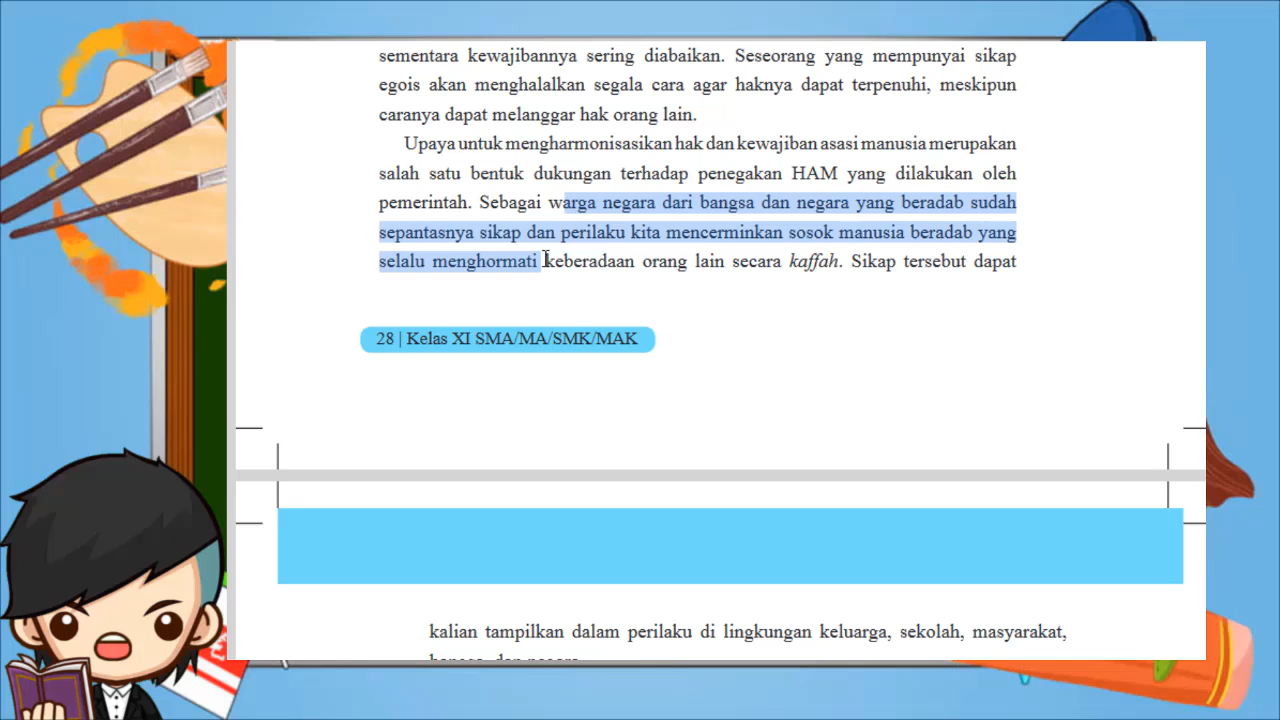 sementara kewajibannya sering diabaikan. Seseorang yang mempunyai sikap
egois akan menghalalkan segala cara agar haknya dapat terpenuhi, meskipun
caranya dapat melanggar hak orang lain.
Upaya untuk mengharmonisasikan hak dan kewajiban asasi manusia merupakan
salah satu bentuk dukungan terhadap penegakan HAM yang dilakukan oleh
pemerintah. Sebagai warga negara dari bangsa dan negara yang beradab sudah
sepantasnya sikap dan perilaku kita mencerminkan sosok manusia beradab yang
selalu menghormati keberadaan orang lain secara kaffah. Sikap tersebut dapat
28 | Kelas XI SMA/MA/SMK/MAK
kalian tampilkan dalam perilaku di lingkungan keluarga, sekolah, masyarakat,